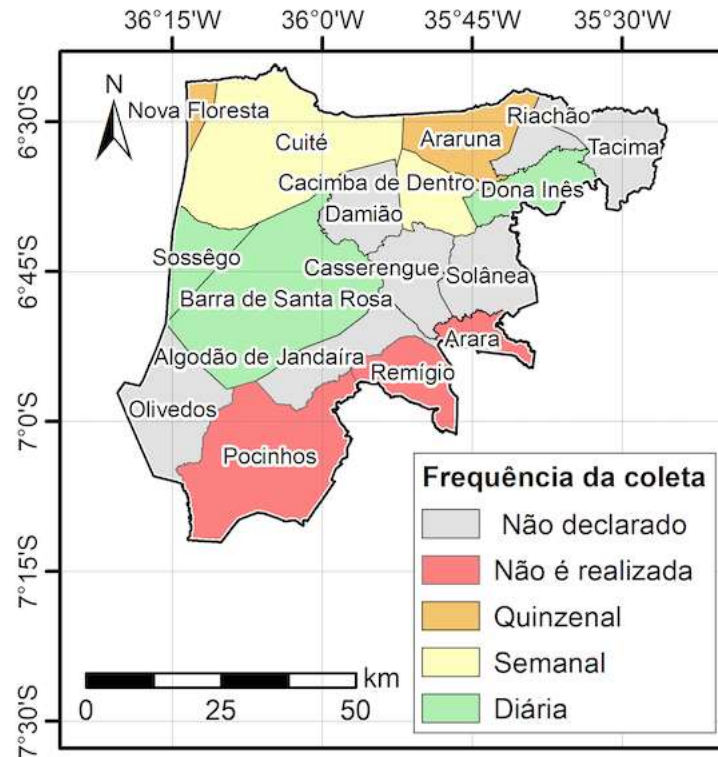 36°15'W 36°0'W 35°45'W 35°30'W
N
6°30'S
6°45'S
7°0'S
7°15'S
7°30'S
Nova Floresta
Cuité
Araruna
Riachão
Tacima
Cacimba de Dentro
Dona Inês
Damião
Sossêgo
Casserengue
Solânea
Barra de Santa Rosa
Algodão de Jandaíra
Arara
Remígio
Olivedos
Pocinhos
Frequência da coleta
Não declarado
Não é realizada
Quinzenal
Semanal
Diária
km
0 25 50